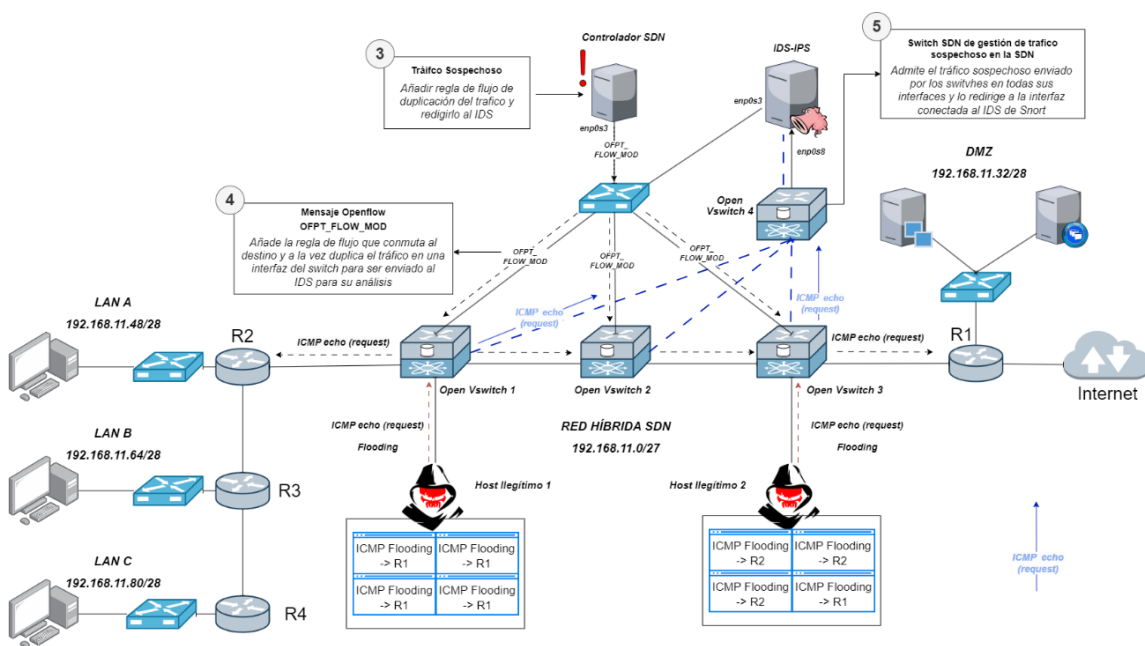 Controlador SDN
IDS-IPS
3
Tráifco Sospechoso
Añadir regla de flujo de
duplicación del trafico y
redirigirlo al IDS
5
Switch SDN de gestión de trafico
sospechoso en la SDN
Admite el tráfico sospechoso enviado
por los switvhes en todas sus
interfaces y lo redirige a la interfaz
conectada al IDS de Snort
enp0s3
enp0s3
enp0s8
OFPT_
FLOW_MOD
DMZ
192.168.11.32/28
Open
Vswitch 4
4
Mensaje Openflow
OFPT_FLOW_MOD
Añade la regla de flujo que conmuta al
destino y a la vez duplica el tráfico en una
interfaz del switch para ser enviado al
IDS para su análisis
OFPT_
FLOW_MOD
OFPT_
FLOW_MOD
OFPT_
FLOW_MOD
ICMP echo
(request)
ICMP echo
(request)
LAN A
192.168.11.48/28
R2
ICMP echo (request)
ICMP echo (request)
R1
Internet
Open Vswitch 1
Open Vswitch 2
Open Vswitch 3
RED HÍBRIDA SDN
192.168.11.0/27
ICMP echo (request)
Flooding
ICMP echo (request)
Flooding
LAN B
192.168.11.64/28
R3
Host Ilegítimo 1
Host Ilegítimo 2
ICMP Flooding
-> R1
ICMP Flooding
-> R1
ICMP Flooding
-> R1
ICMP Flooding
-> R1
ICMP Flooding
-> R2
ICMP Flooding
-> R2
ICMP Flooding
-> R2
ICMP Flooding
-> R1
ICMP echo
(request)
LAN C
192.168.11.80/28
R4